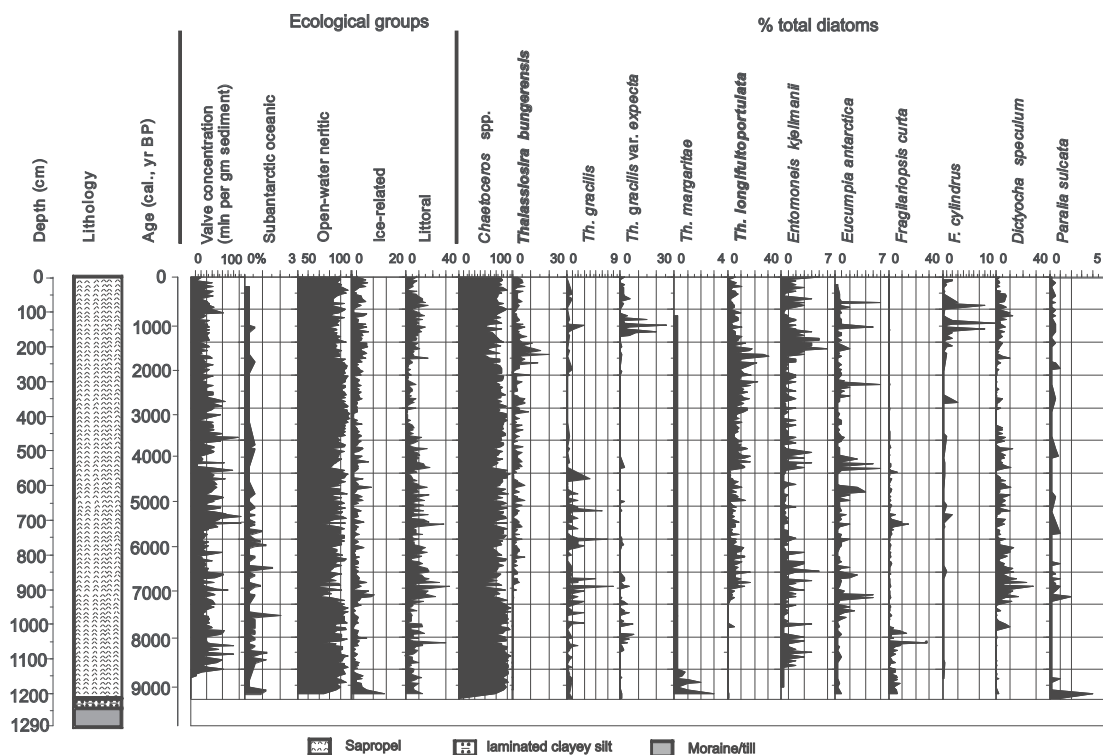 Ecological groups
% total diatoms
Depth (cm)
Lithology
Age (cal., yr BP)
Valve concentration
(mln per gm sediment)
Subantarctic oceanic
Open-water neritic
Ice-related
Littoral
Chaetoceros spp.
Thalassiosira bungerensis
Th. gracilis
Th. gracilis var. expecta
Th. margaritae
Th. longifultoportulata
Entomoneis kjellmanii
Eucumpia antarctica
Fragilariopsis curta
F. cylindrus
Dictyocha speculum
Paralia sulcata
0 100 0% 3 50 100 0 20 0 40 0 100 0 30 0 9 0 30 0 4 0 40 0 7 0 7 0 40 0 10 0 40 0 5
0 0
100
1000
200
2000
300
400
3000
500
4000
600
5000
700
800
6000
900
7000
1000
8000
1100
1200
9000
1290
Sapropel
laminated clayey silt
Moraine/till